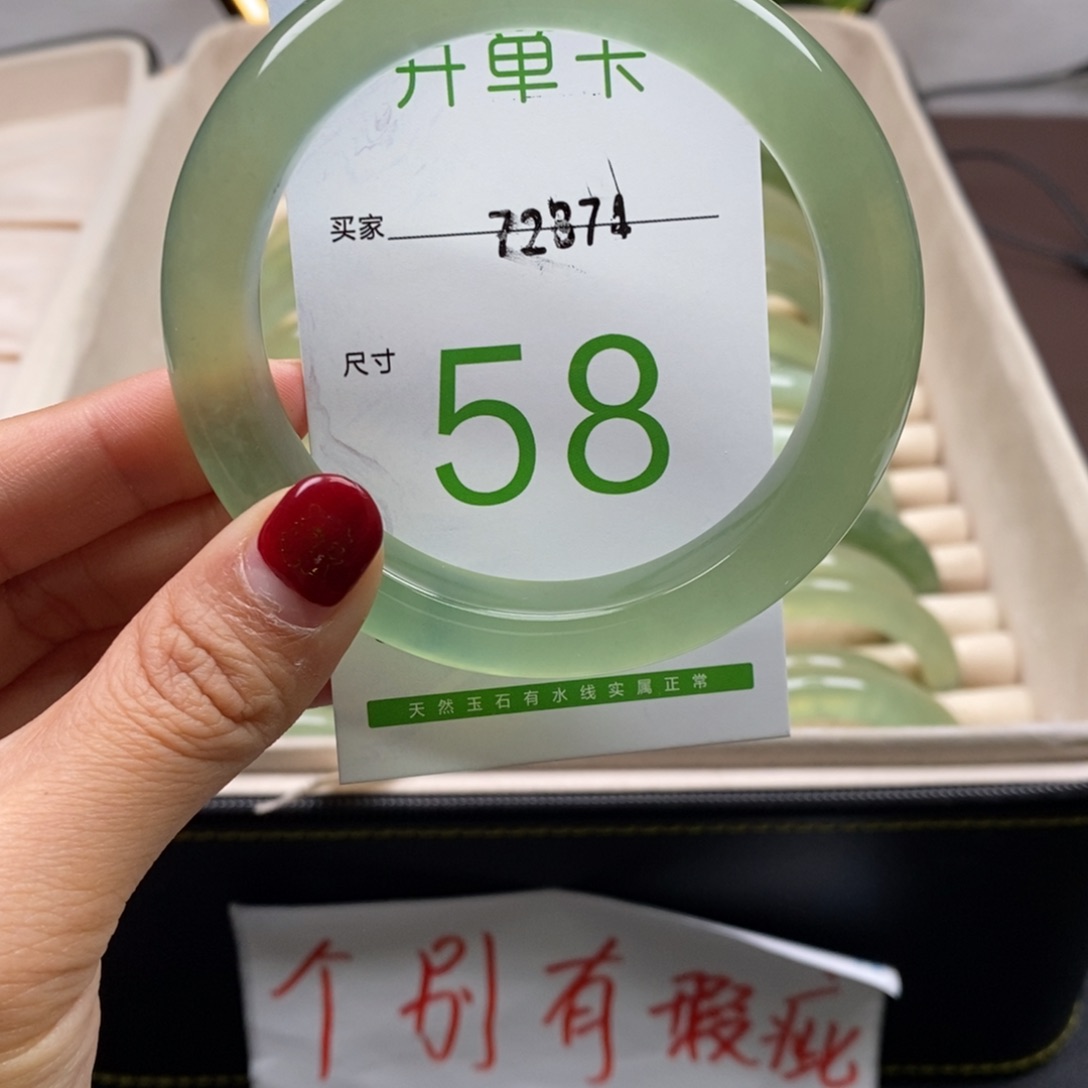 开单卡
买家 72871
尺寸 58
天然玉石有水线实属正常
个别有瑕疵